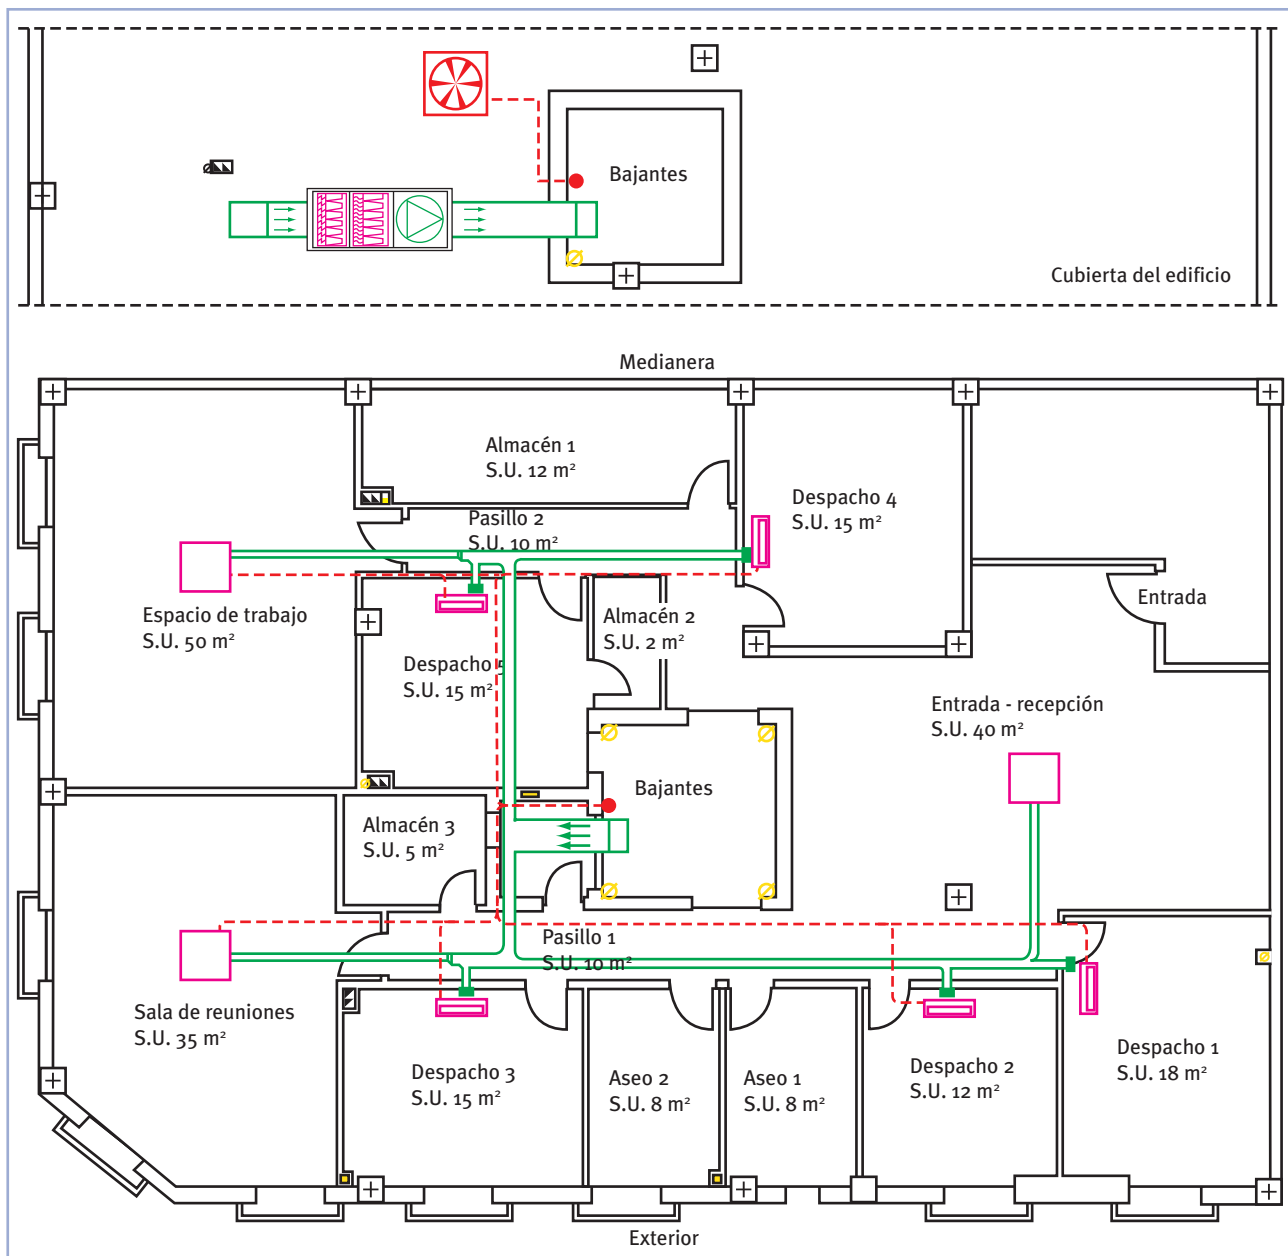 Bajantes
Cubierta del edificio
Medianera
Almacén 1
S.U. 12 m²
Despacho 4
S.U. 15 m²
Pasillo 2
S.U. 10 m²
Entrada
Espacio de trabajo
S.U. 50 m²
Almacén 2
S.U. 2 m²
Despacho 5
S.U. 15 m²
Entrada - recepción
S.U. 40 m²
Bajantes
Almacén 3
S.U. 5 m²
Pasillo 1
S.U. 10 m²
Sala de reuniones
S.U. 35 m²
Despacho 3
S.U. 15 m²
Aseo 2
S.U. 8 m²
Aseo 1
S.U. 8 m²
Despacho 2
S.U. 12 m²
Despacho 1
S.U. 18 m²
Exterior